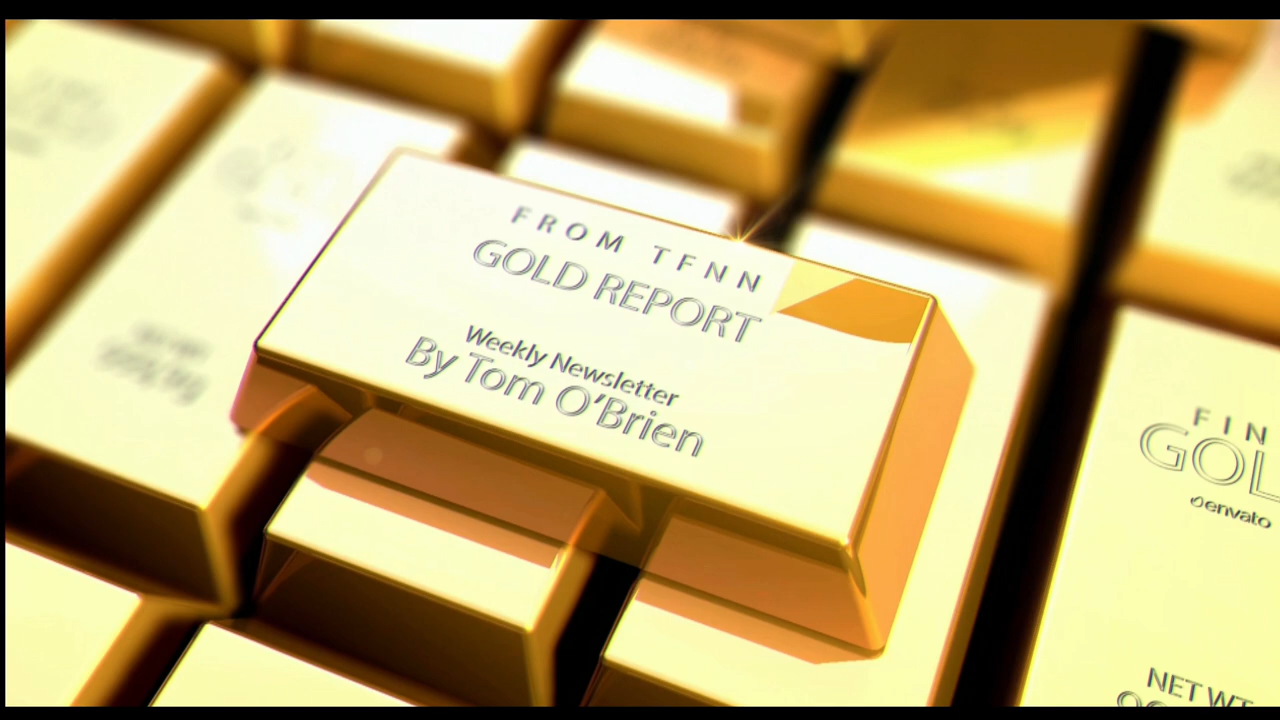 FROM TFNN
GOLD REPORT
Weekly Newsletter
By Tom O'Brien
FIN
GOL
envato
NET WT